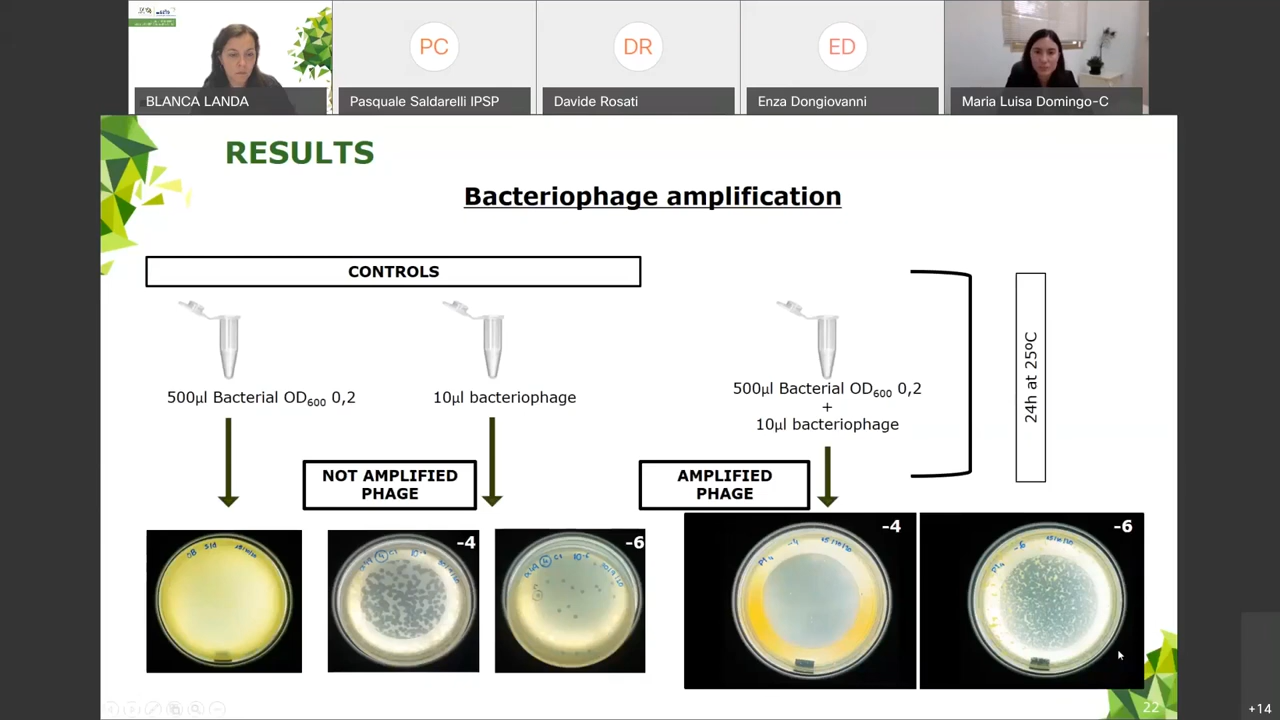 PC
DR
ED
BLANCA LANDA
Pasquale Saldarelli IPSP
Davide Rosati
Enza Dongiovanni
Maria Luisa Domingo-C
RESULTS
Bacteriophage amplification
CONTROLS
500µl Bacterial OD600 0,2
10µl bacteriophage
500µl Bacterial OD600 0,2
+
10µl bacteriophage
24h at 25ºC
NOT AMPLIFIED
PHAGE
AMPLIFIED
PHAGE
-4
-6
-4
-6
22
+14